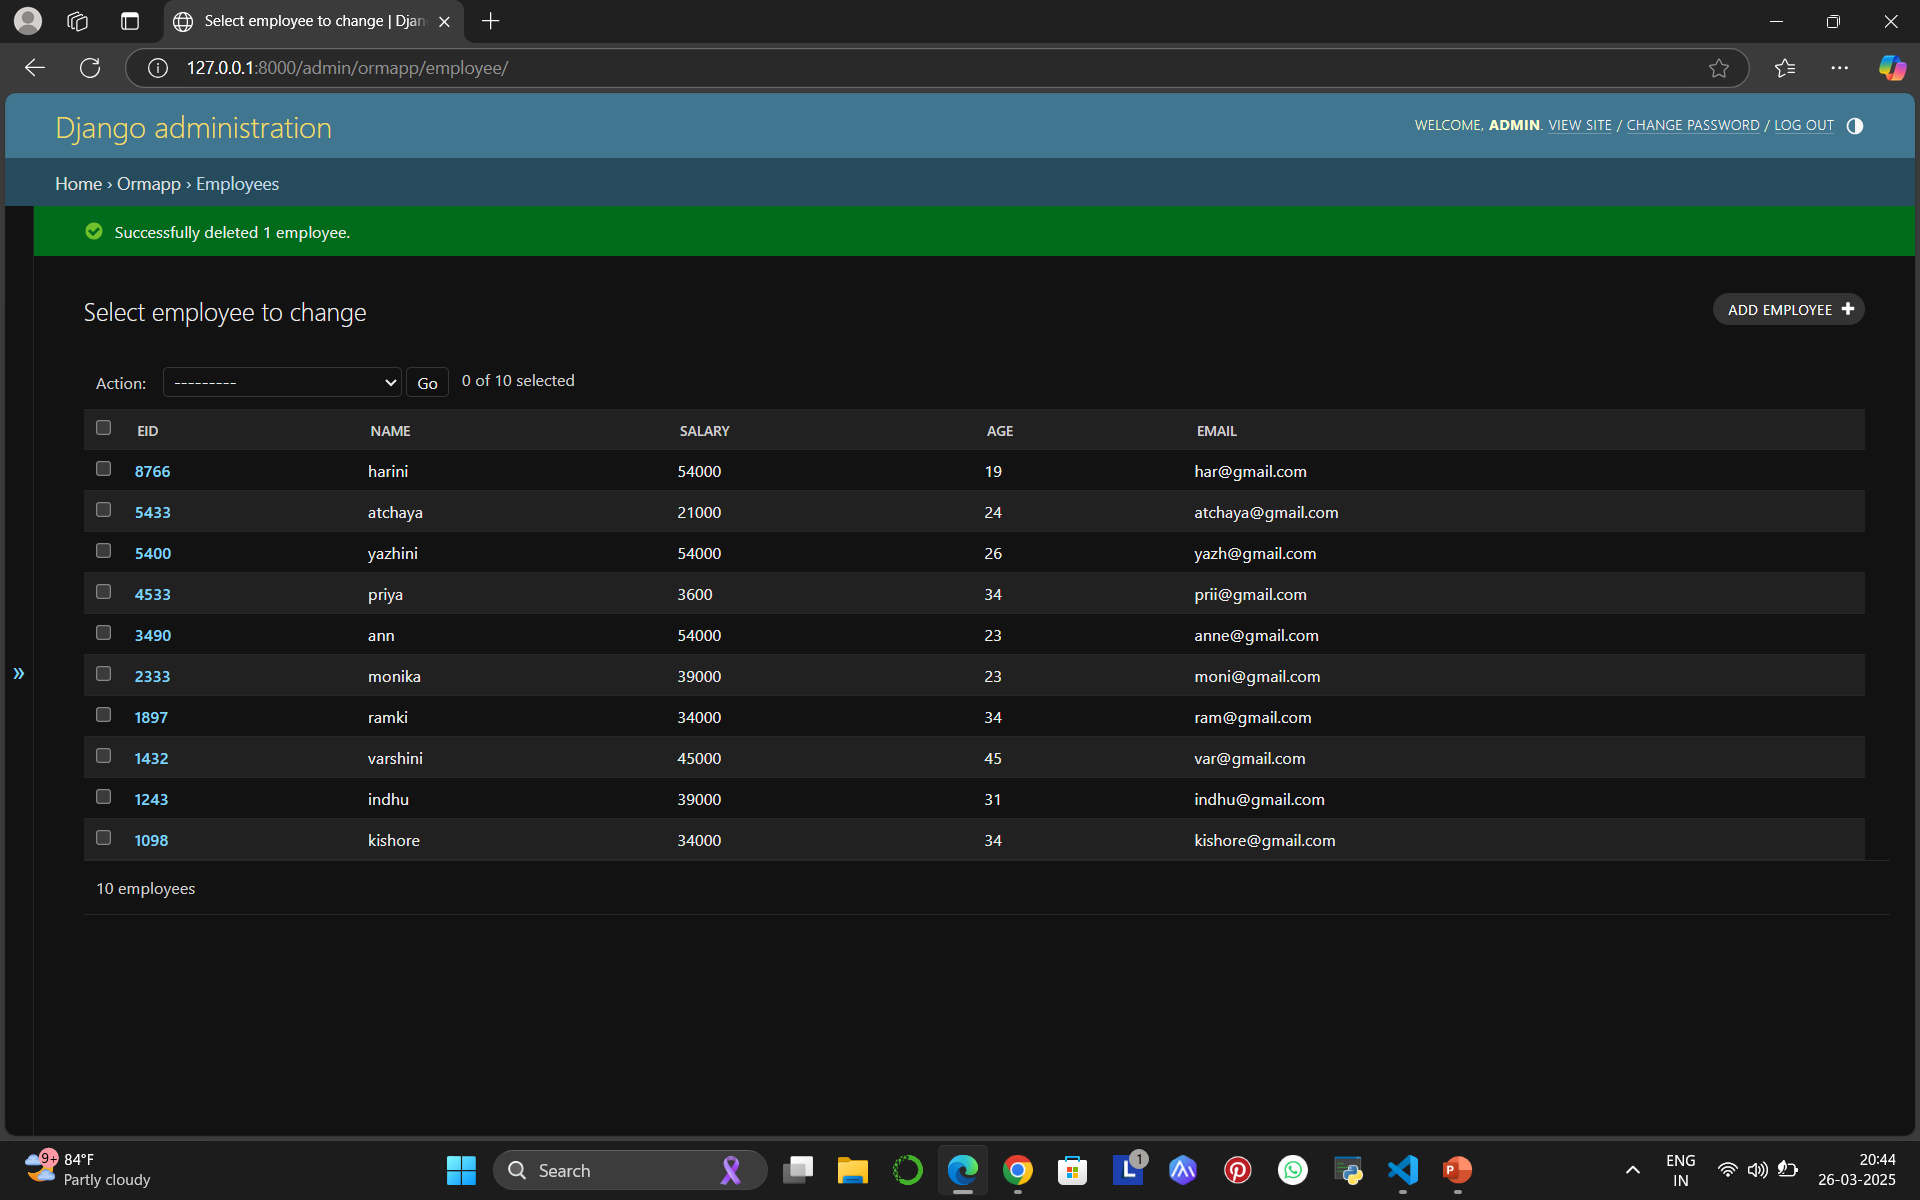 Select employee to change | Djan
127.0.0.1:8000/admin/ormapp/employee/
Django administration
WELCOME, ADMIN. VIEW SITE / CHANGE PASSWORD / LOG OUT
Home › Ormapp › Employees
Successfully deleted 1 employee.
Select employee to change
ADD EMPLOYEE +
Action: --------- Go 0 of 10 selected
EID NAME SALARY AGE EMAIL
8766 harini 54000 19 har@gmail.com
5433 atchaya 21000 24 atchaya@gmail.com
5400 yazhini 54000 26 yazh@gmail.com
4533 priya 3600 34 prii@gmail.com
3490 ann 54000 23 anne@gmail.com
2333 monika 39000 23 moni@gmail.com
1897 ramki 34000 34 ram@gmail.com
1432 varshini 45000 45 var@gmail.com
1243 indhu 39000 31 indhu@gmail.com
1098 kishore 34000 34 kishore@gmail.com
10 employees
»
9+
84°F
Partly cloudy
Search
L 1
P
ENG
IN
20:44
26-03-2025